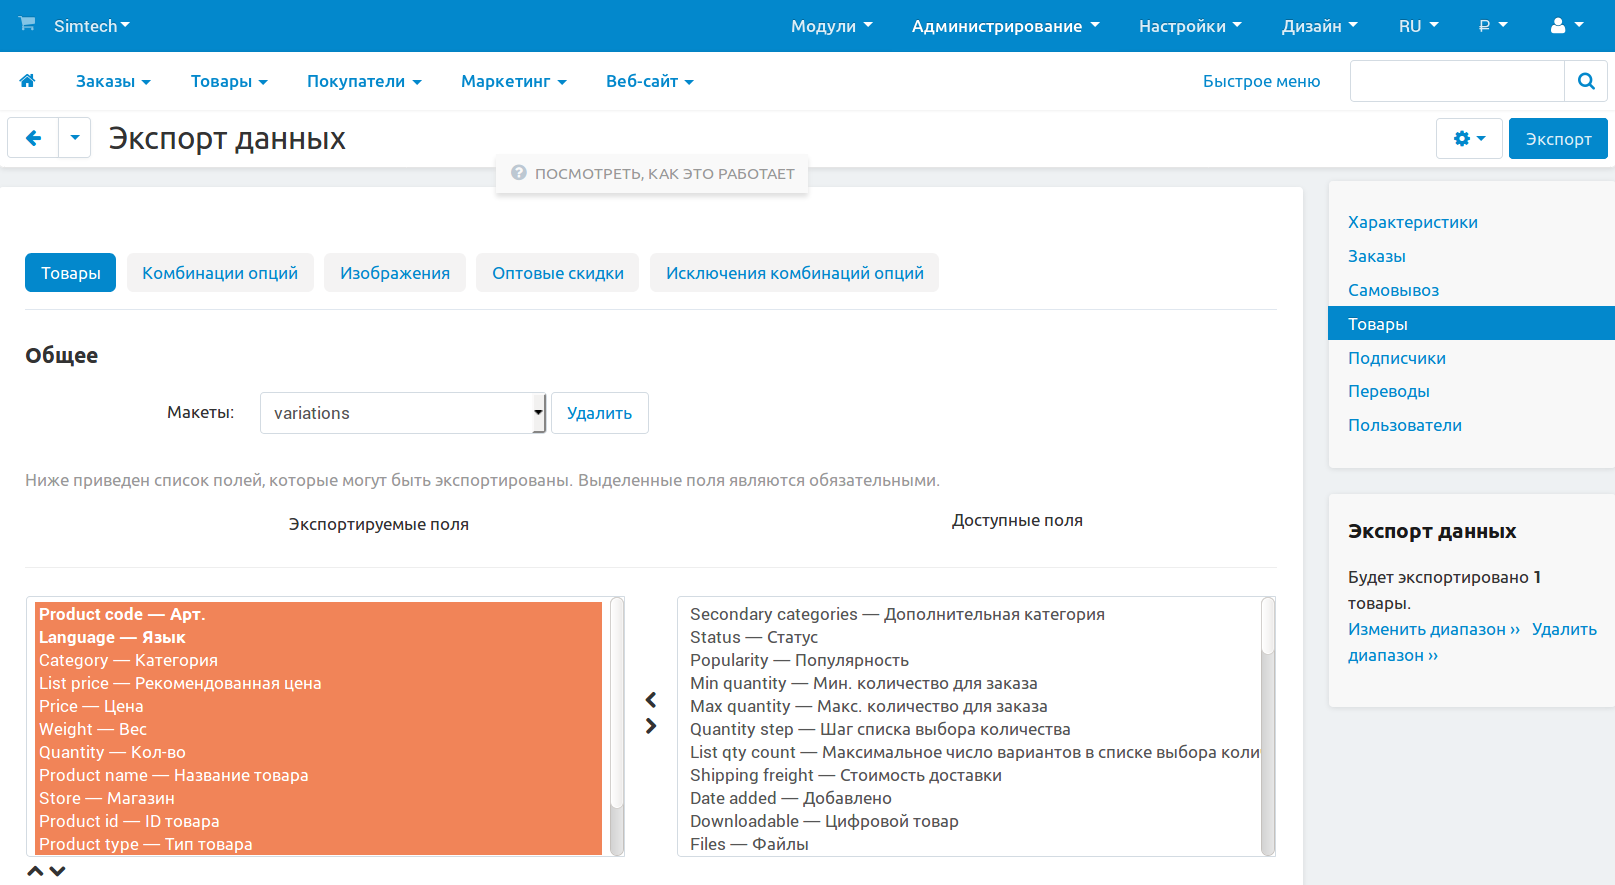 Simtech
Модули
Администрирование
Настройки
Дизайн
RU
₽
Заказы
Товары
Покупатели
Маркетинг
Веб-сайт
Быстрое меню
Экспорт данных
Экспорт
ПОСМОТРЕТЬ, КАК ЭТО РАБОТАЕТ
Товары
Комбинации опций
Изображения
Оптовые скидки
Исключения комбинаций опций
Общее
Макеты:
variations
Удалить
Ниже приведен список полей, которые могут быть экспортированы. Выделенные поля являются обязательными.
Экспортируемые поля
Доступные поля
Product code — Арт.
Language — Язык
Category — Категория
List price — Рекомендованная цена
Price — Цена
Weight — Вес
Quantity — Кол-во
Product name — Название товара
Store — Магазин
Product id — ID товара
Product type — Тип товара
Secondary categories — Дополнительная категория
Status — Статус
Popularity — Популярность
Min quantity — Мин. количество для заказа
Max quantity — Макс. количество для заказа
Quantity step — Шаг списка выбора количества
List qty count — Максимальное число вариантов в списке выбора коли
Shipping freight — Стоимость доставки
Date added — Добавлено
Downloadable — Цифровой товар
Files — Файлы
Характеристики
Заказы
Самовывоз
Товары
Подписчики
Переводы
Пользователи
Экспорт данных
Будет экспортировано 1
товары.
Изменить диапазон ›› Удалить
диапазон ››